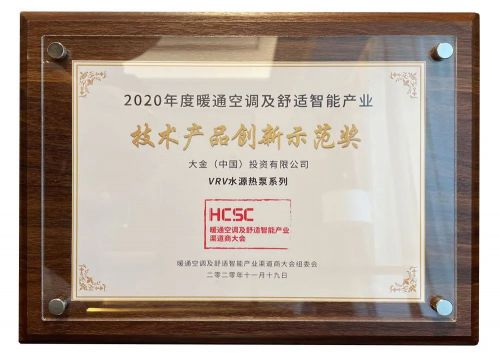 2020年度暖通空调及舒适智能产业
技术产品创新示范奖
大金（中国）投资有限公司
VRV水源热泵系列
HCSC
暖通空调及舒适智能产业
渠道商大会
暖通空调及舒适智能产业渠道商大会组委会
二二零年十一月十九日